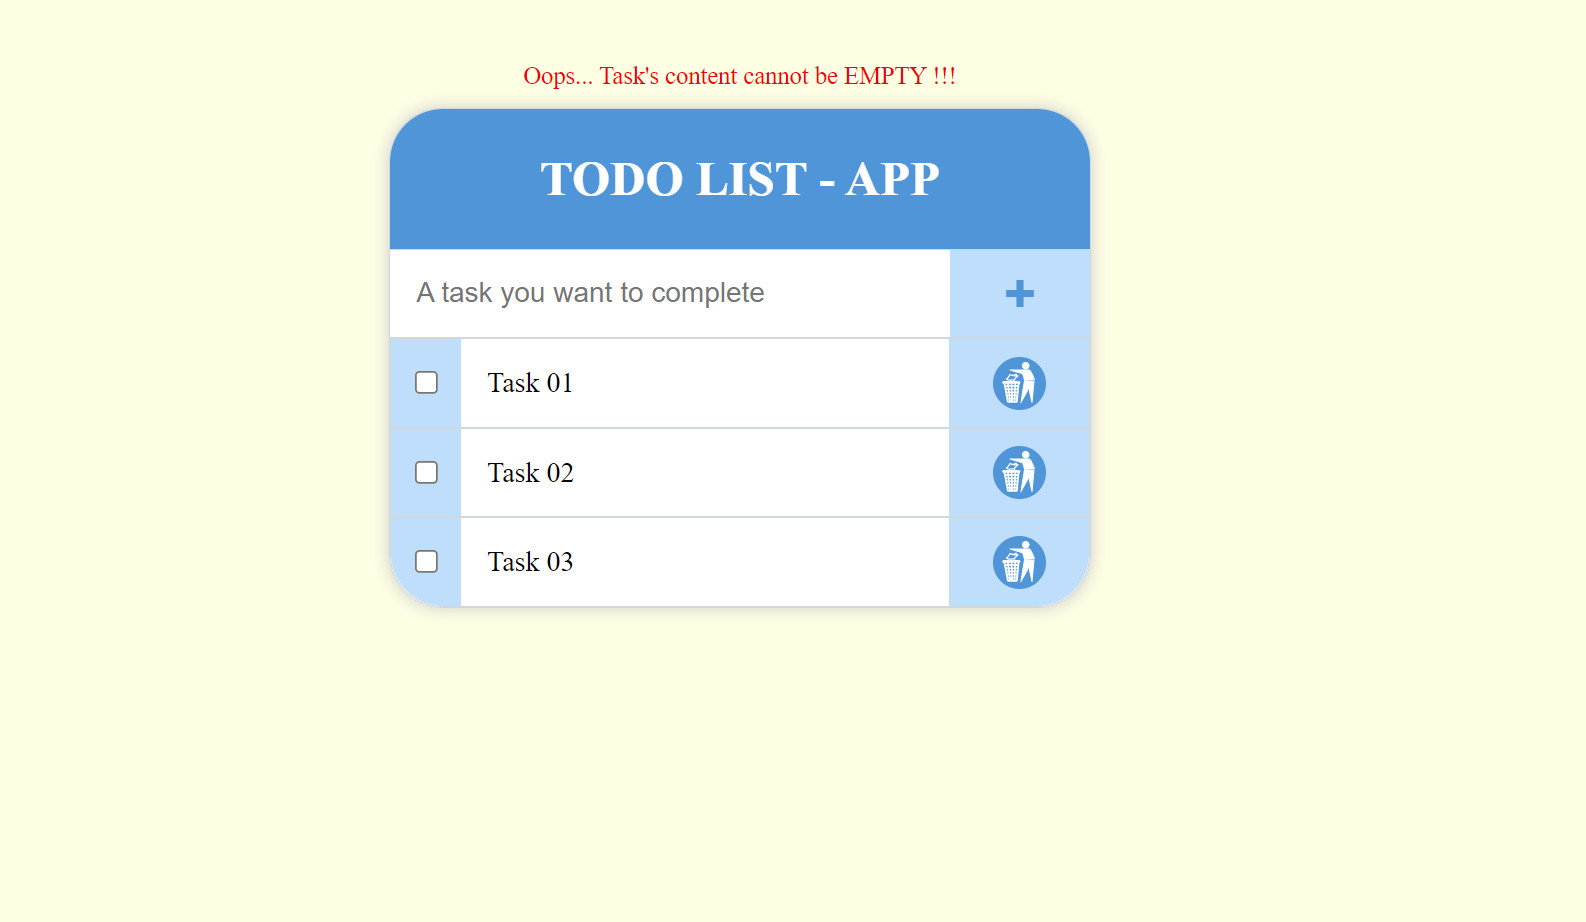 Oops... Task's content cannot be EMPTY !!!
TODO LIST - APP
A task you want to complete
Task 01
Task 02
Task 03